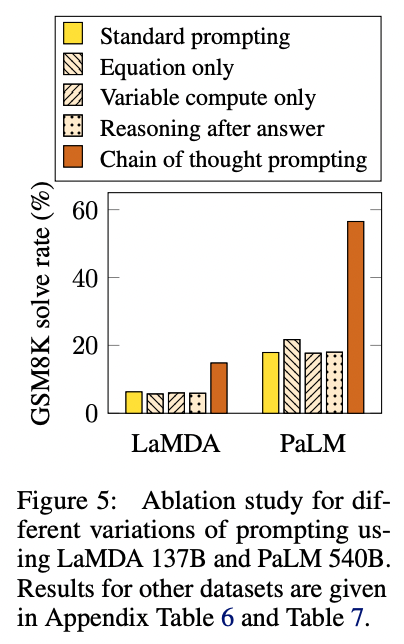 Standard prompting
Equation only
Variable compute only
Reasoning after answer
Chain of thought prompting
GSM8K solve rate (%)
60
40
20
0
LaMDA
PaLM
Figure 5: Ablation study for dif-
ferent variations of prompting us-
ing LaMDA 137B and PaLM 540B.
Results for other datasets are given
in Appendix Table 6 and Table 7.